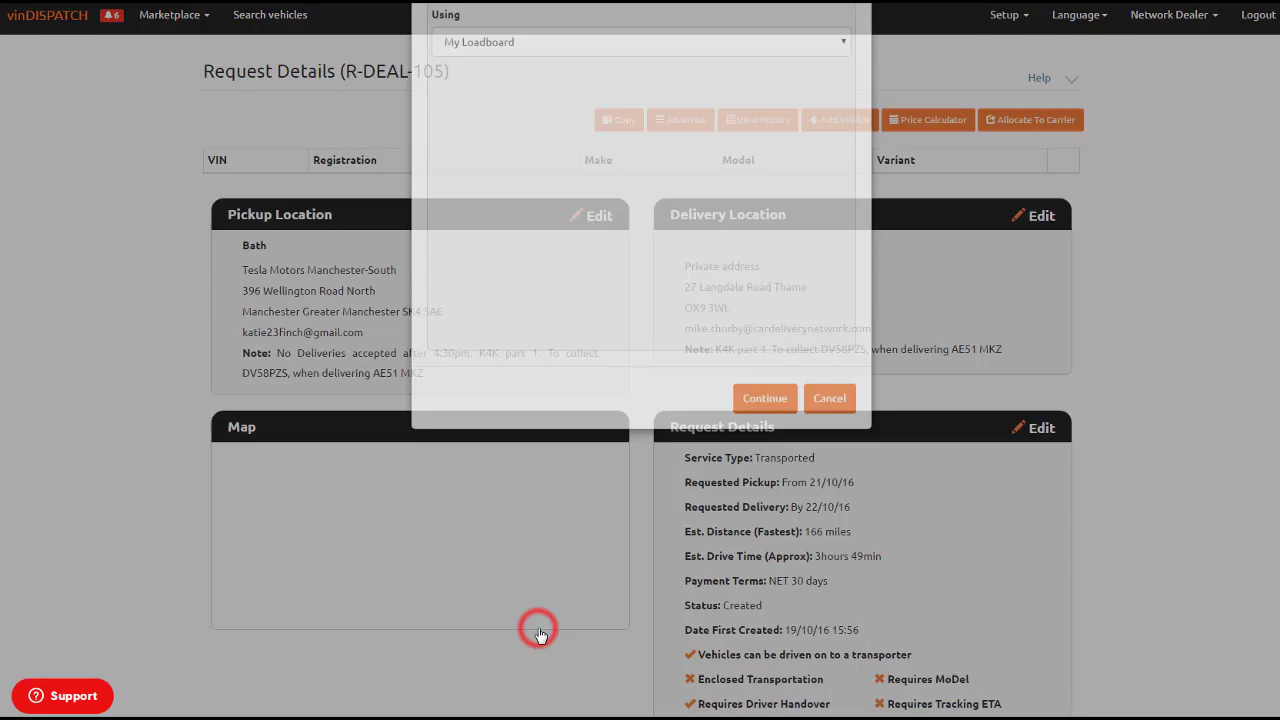 vinDISPATCH 6 Marketplace Search vehicles Setup Language Network Dealer Logout
Using
My Loadboard
Request Details (R-DEAL-105)
Help
Copy Advertise View History Add Vehicle Price Calculator Allocate To Carrier
VIN Registration Make Model Variant
Pickup Location Edit
Bath
Tesla Motors Manchester-South
396 Wellington Road North
Manchester Greater Manchester SK4 5AE
katie23finch@gmail.com
Note: No Deliveries accepted after 4:30pm. K4K part 1. To collect
DV58PZS, when delivering AE51 MKZ
Delivery Location Edit
Private address
27 Langdale Road Thame
OX9 3WL
mike.thorby@cardeliverynetwork.com
Note: K4K part 1. To collect DV58PZS, when delivering AE51 MKZ
Continue Cancel
Map
Request Details Edit
Service Type: Transported
Requested Pickup: From 21/10/16
Requested Delivery: By 22/10/16
Est. Distance (Fastest): 166 miles
Est. Drive Time (Approx): 3hours 49min
Payment Terms: NET 30 days
Status: Created
Date First Created: 19/10/16 15:56
Vehicles can be driven on to a transporter
Enclosed Transportation Requires MoDel
Requires Driver Handover Requires Tracking ETA
Support